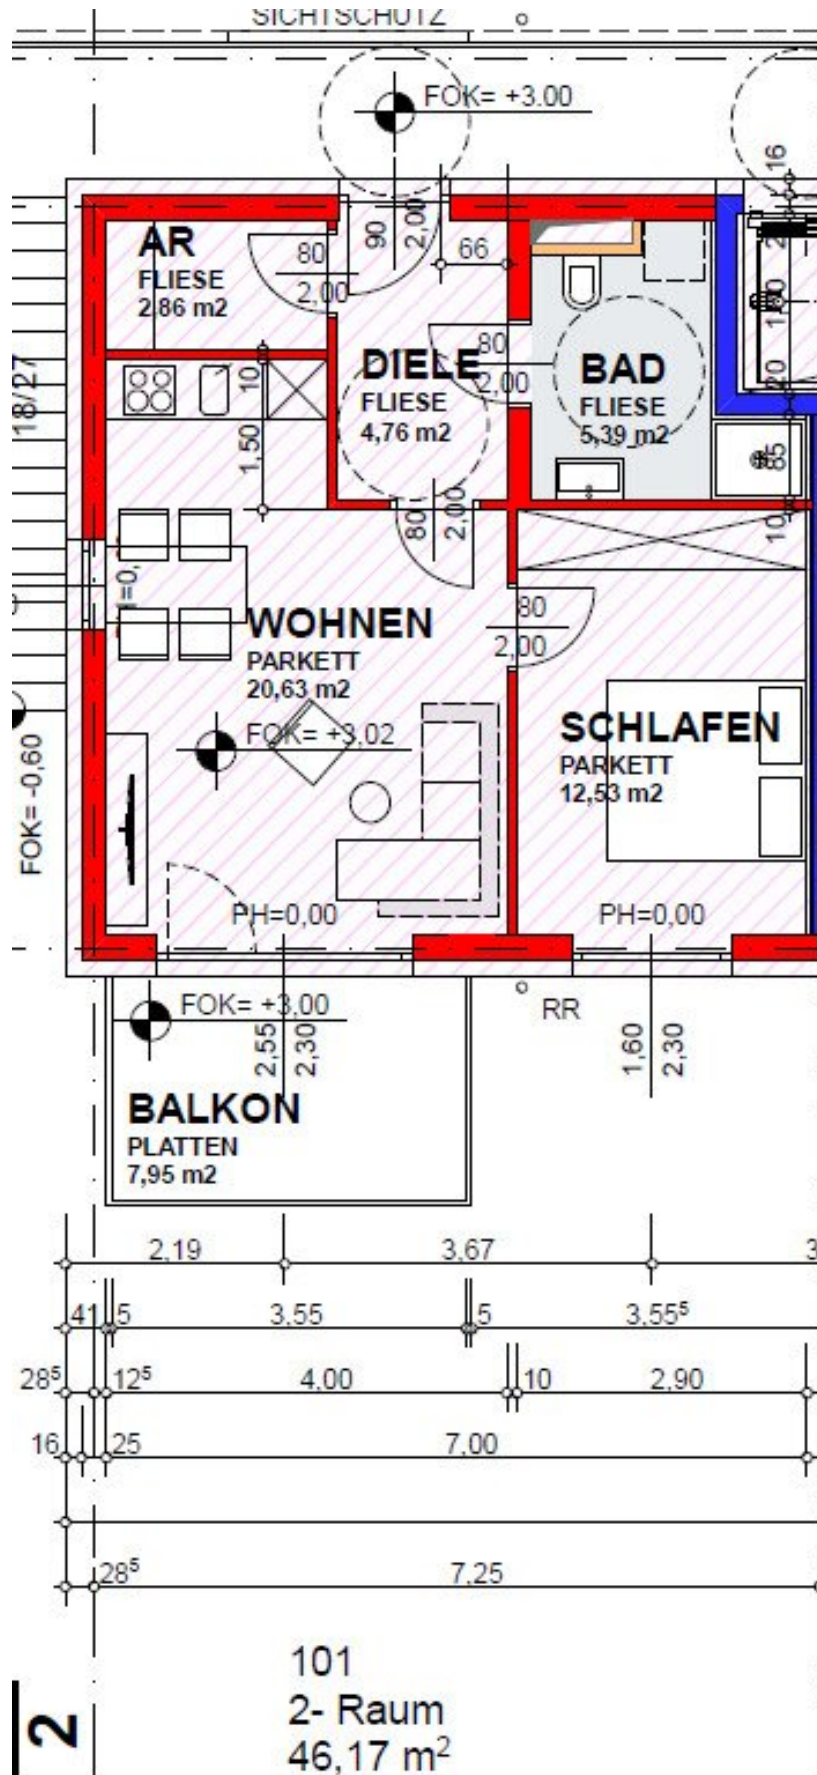 SICHTSCHUTZ
FOK= +3.00
16
AR
FLIESE
2,86 m2
80
2,00
90
2,00
66
80
2,00
DIELE
FLIESE
4,76 m2
BAD
FLIESE
5,39 m2
20
85
10
18/27
10
1,50
80
2,00
WOHNEN
PARKETT
20,63 m2
FOK= +3,02
80
2,00
SCHLAFEN
PARKETT
12,53 m2
FOK= -0,60
PH=0,00
PH=0,00
FOK= +3,00
RR
2,55
2,30
1,60
2,30
BALKON
PLATTEN
7,95 m2
2,19
3,67
41
5
3,55
5
3,55⁵
28⁵
12⁵
4,00
10
2,90
16
25
7,00
28⁵
7,25
101
2- Raum
46,17 m²
2